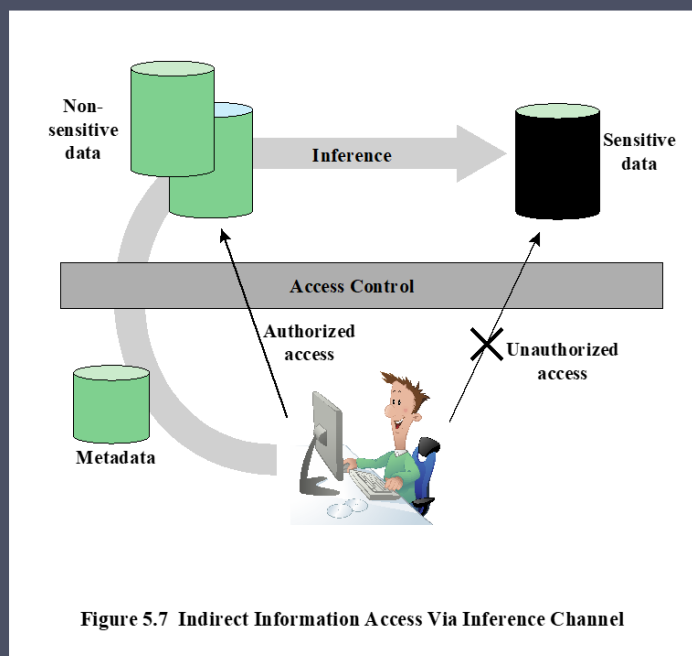 Non-
sensitive
data
Inference
Sensitive
data
Access Control
Authorized
access
Unauthorized
access
Metadata
Figure 5.7 Indirect Information Access Via Inference Channel